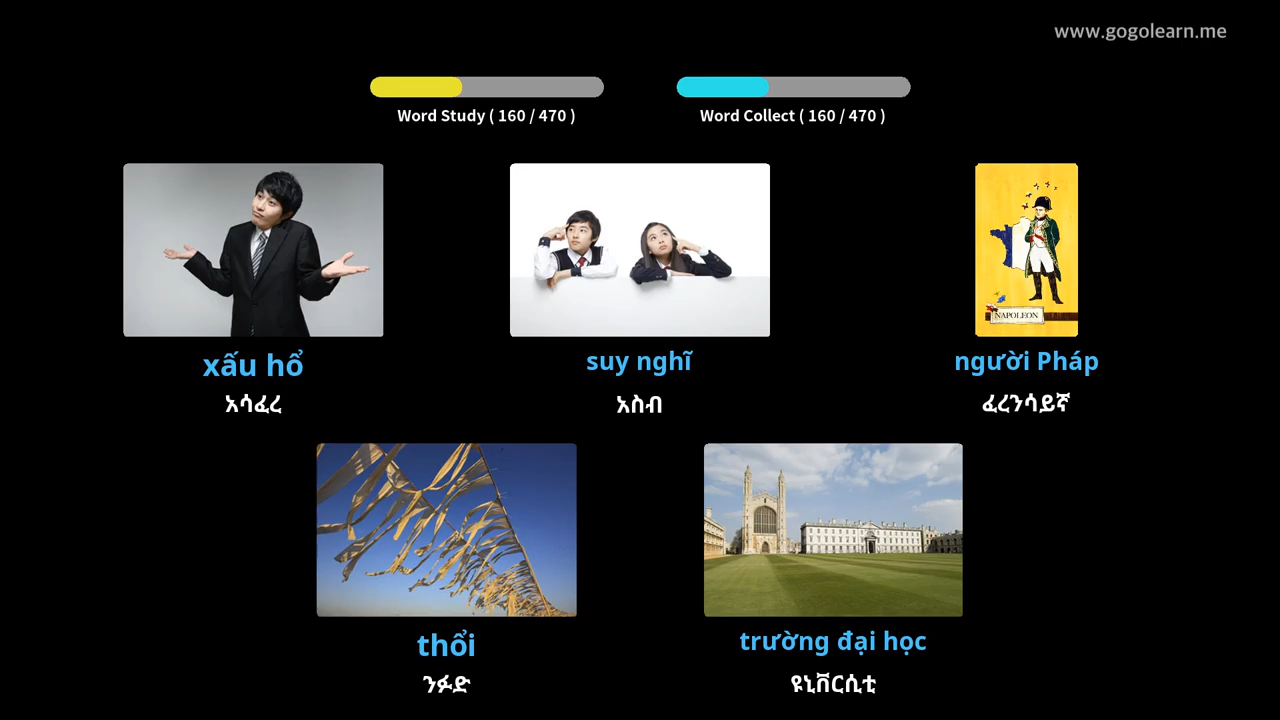 www.gogolearn.me
Word Study ( 160 / 470 )
Word Collect ( 160 / 470 )
NAPOLEON
xấu hổ
suy nghĩ
người Pháp
አሳፈረ
አስብ
ፈረንሳይኛ
thổi
trường đại học
ንፉድ
ዩኒቨርሲቲ